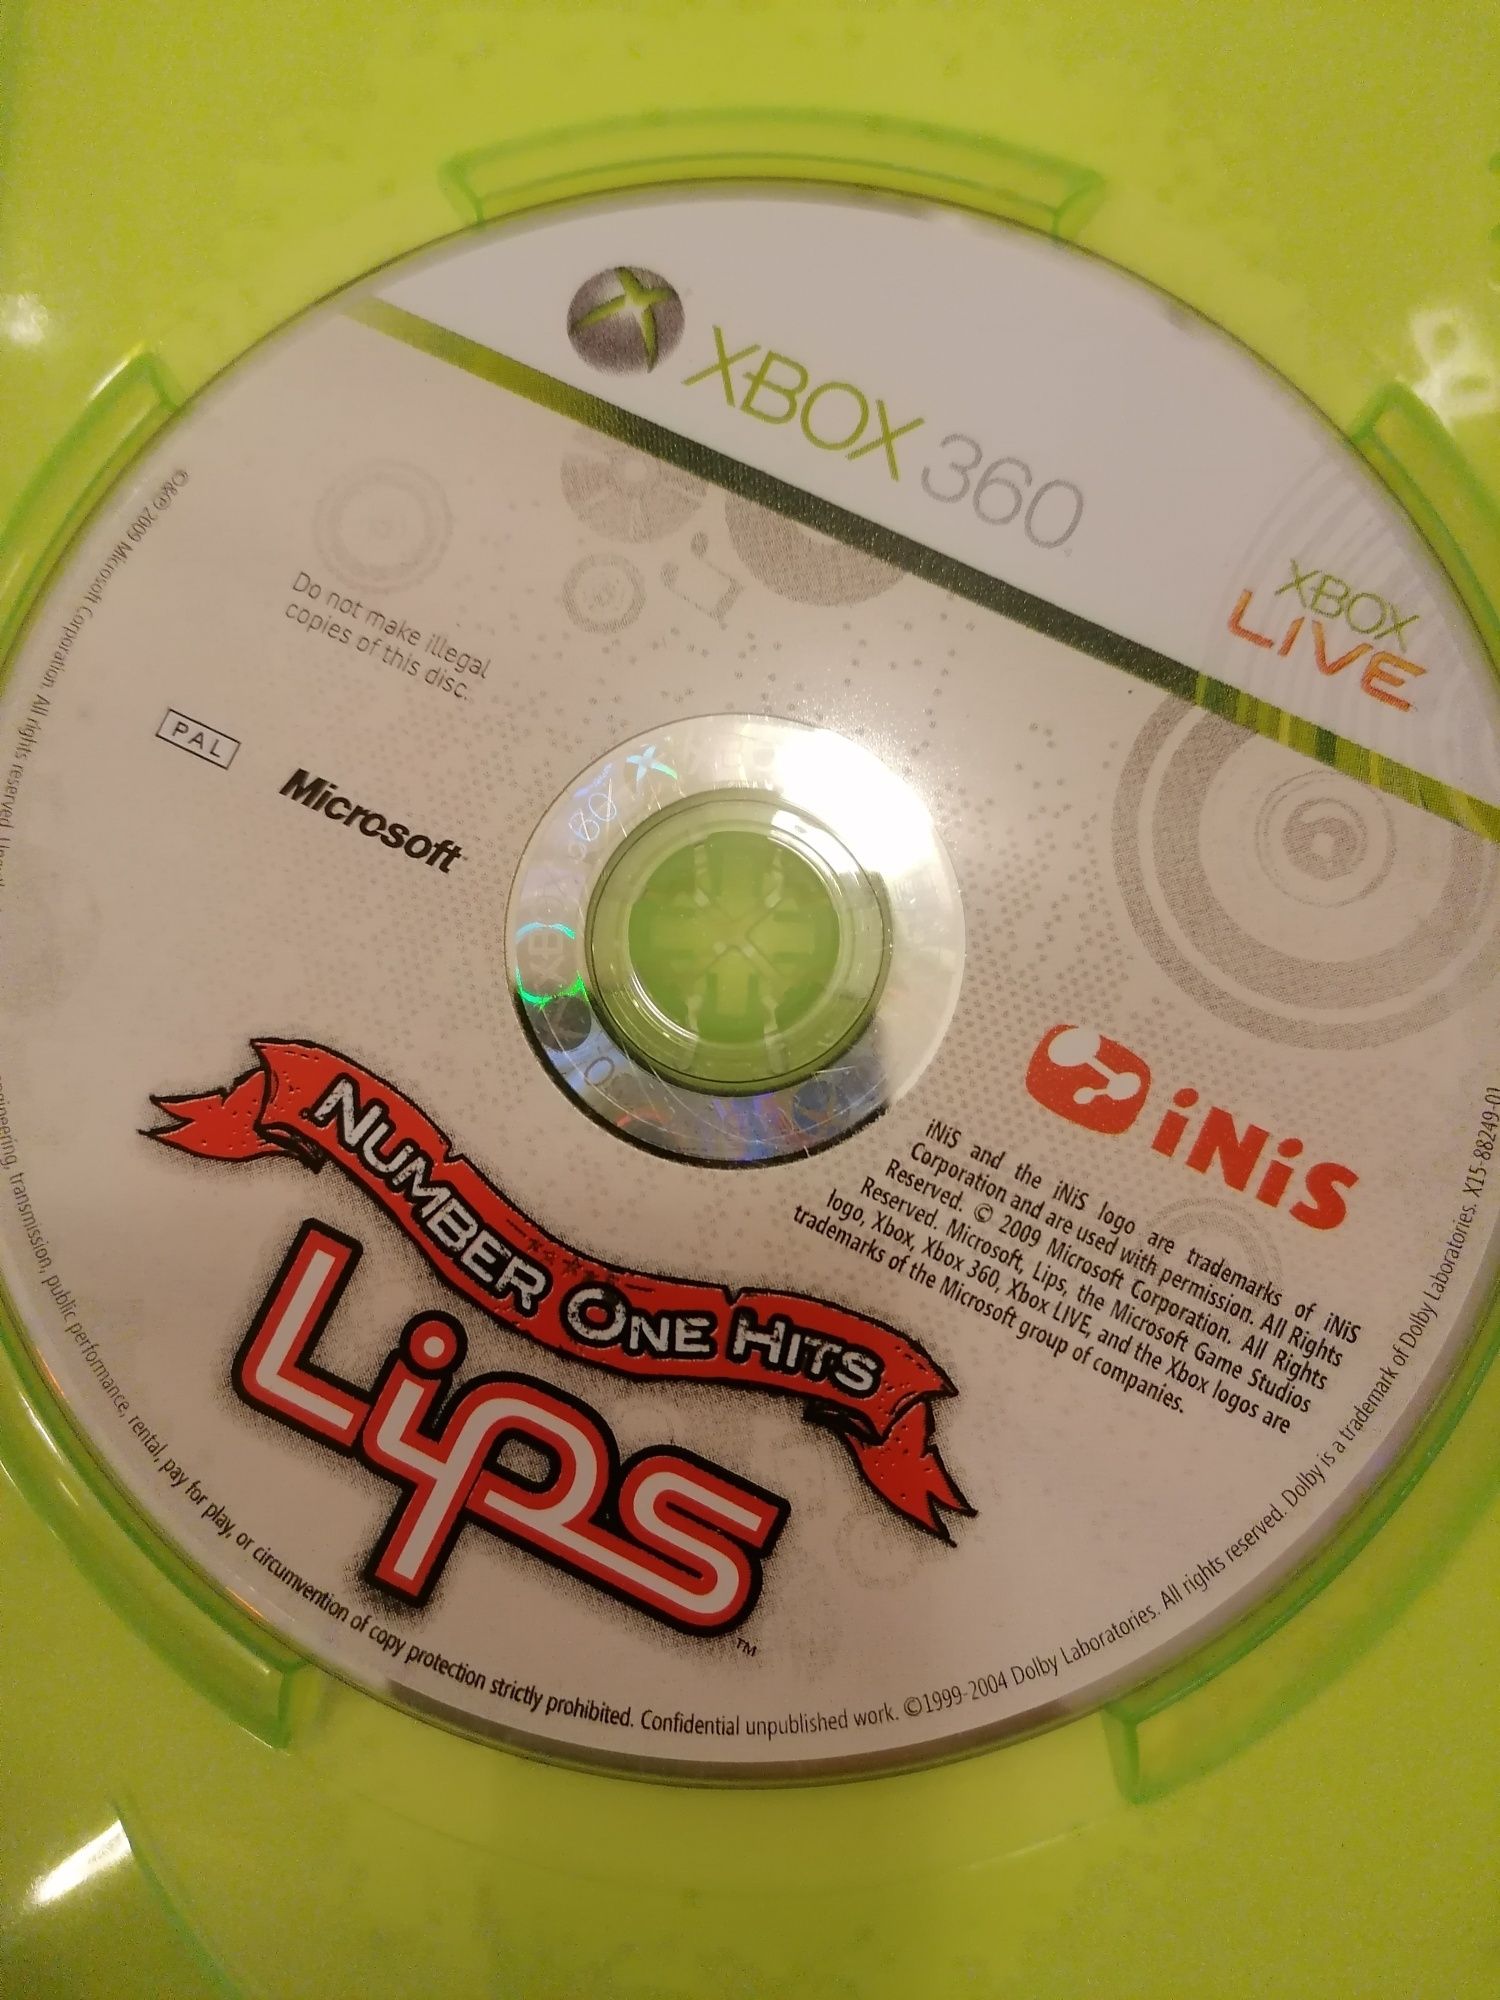 XBOX 360
XBOX
LIVE
Do not make illegal
copies of this disc.
PAL
Microsoft
iNiS
iNiS and the iNiS logo are trademarks of iNiS
Corporation and are used with permission. All Rights
Reserved. © 2009 Microsoft Corporation. All Rights
Reserved. Microsoft, Lips, the Microsoft Game Studios
logo, Xbox, Xbox 360, Xbox LIVE, and the Xbox logos are
trademarks of the Microsoft group of companies.
NUMBER ONE HITS
Lips
TM
©&℗ 2009 Microsoft Corporation. All rights reserved.
engineering, transmission, public performance, rental, pay for play, or circumvention of copy protection strictly prohibited. Confidential unpublished work. ©1999-2004 Dolby Laboratories. All rights reserved. Dolby is a trademark of Dolby Laboratories. X15-88249-01